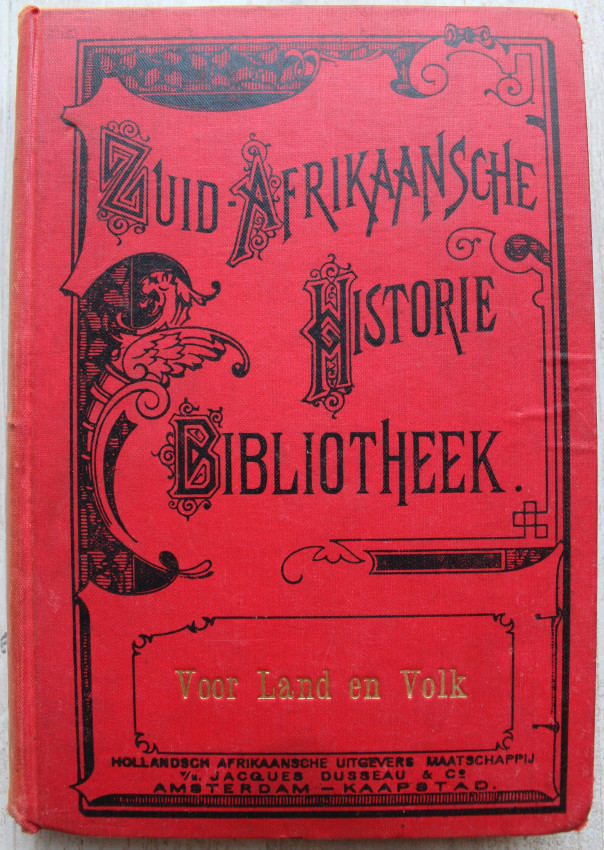 ZUID-AFRIKAANSCHE
HISTORIE
BIBLIOTHEEK.
Voor Land en Volk
HOLLANDSCH AFRIKAANSCHE UITGEVERS MAATSCHAPPIJ
V/H. JACQUES DUSSEAU & Co
AMSTERDAM — KAAPSTAD.